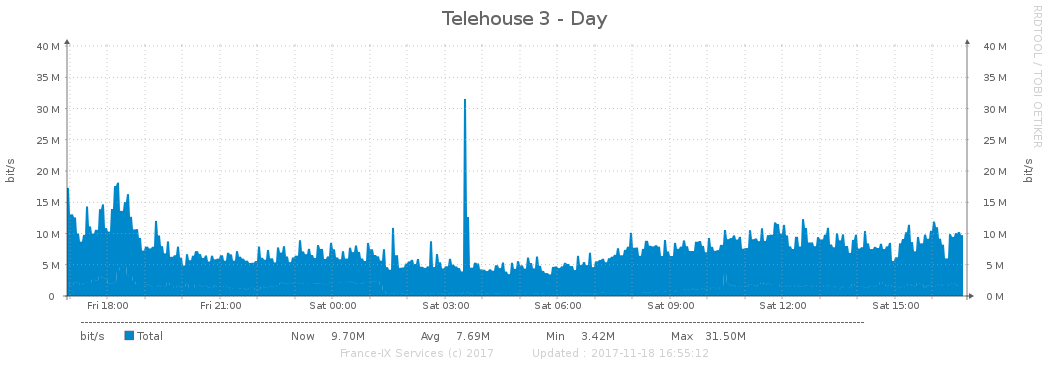 Telehouse 3 - Day
RRDTOOL / TOBI OETIKER
bit/s
40 M 40 M
35 M 35 M
30 M 30 M
25 M 25 M
20 M 20 M
15 M 15 M
10 M 10 M
5 M 5 M
0 0 M
bit/s
Fri 18:00 Fri 21:00 Sat 00:00 Sat 03:00 Sat 06:00 Sat 09:00 Sat 12:00 Sat 15:00
bit/s Total Now 9.70M Avg 7.69M Min 3.42M Max 31.50M
France-IX Services (c) 2017 Updated : 2017-11-18 16:55:12